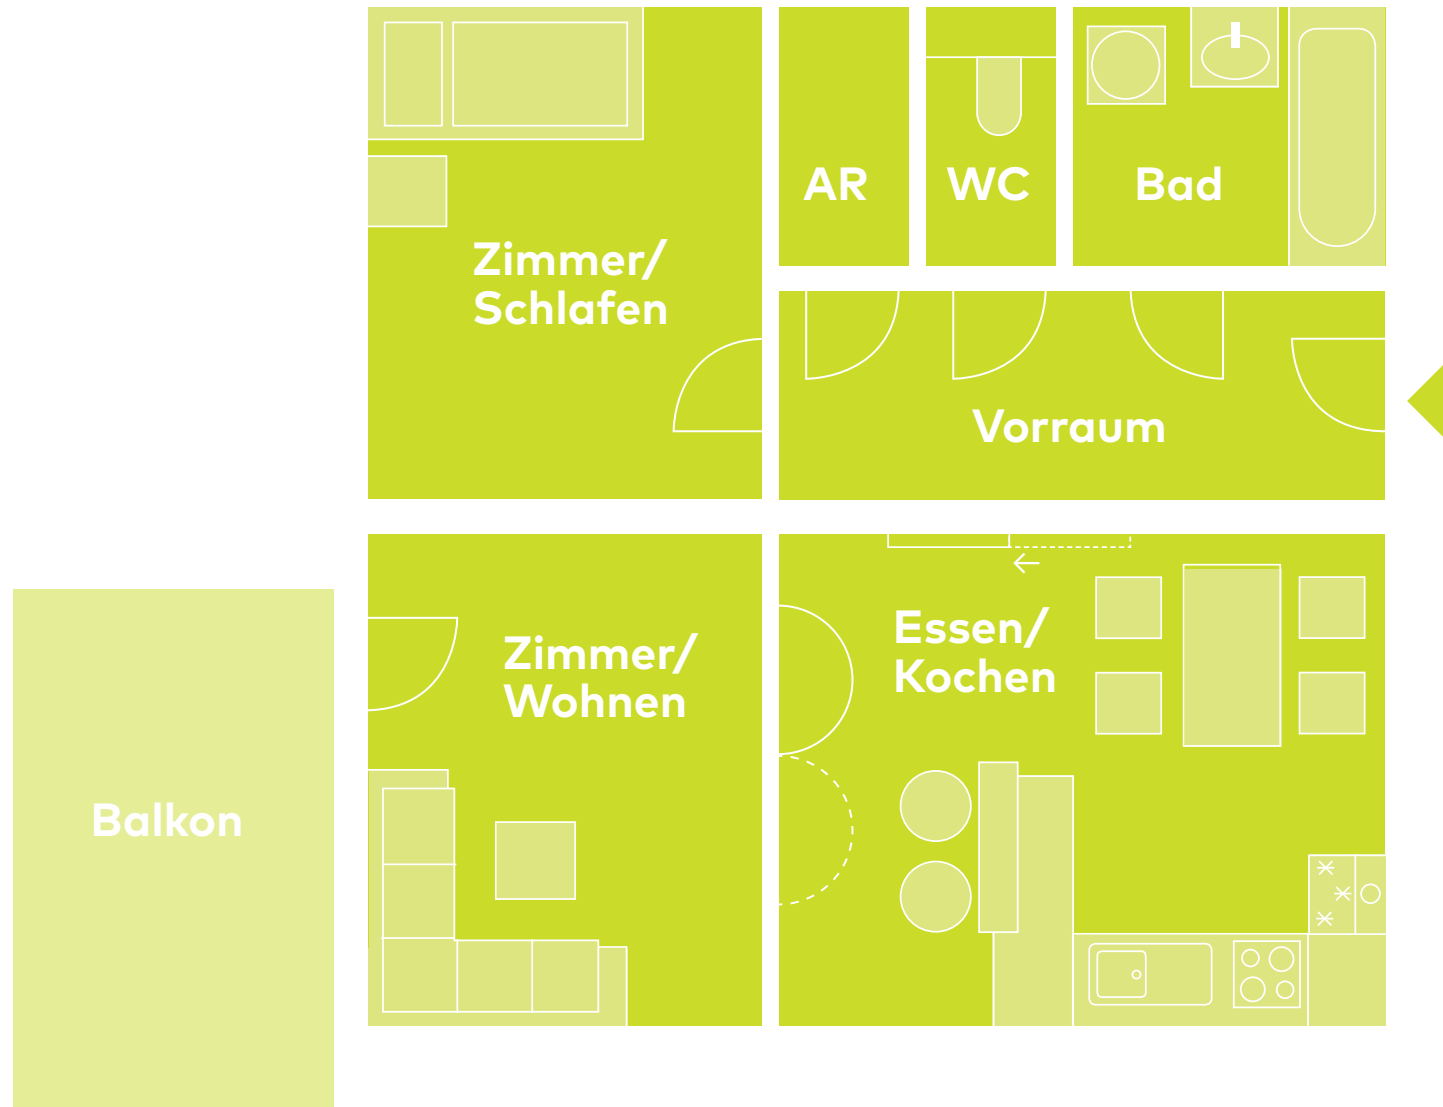 AR
WC
Bad
Zimmer/
Schlafen
Vorraum
Zimmer/
Wohnen
Essen/
Kochen
Balkon